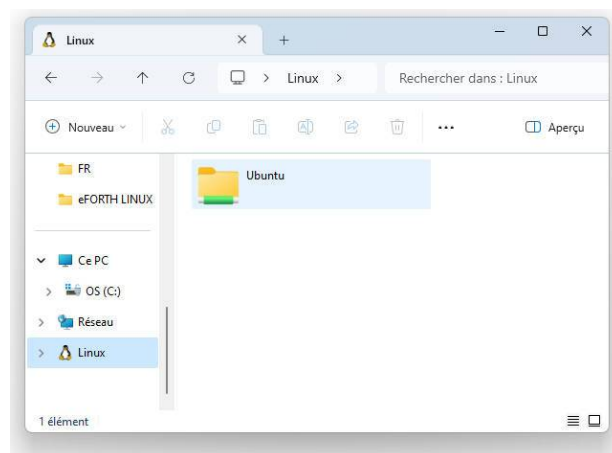 Linux
Linux
Rechercher dans : Linux
Nouveau
Aperçu
FR
eFORTH LINUX
Ubuntu
Ce PC
OS (C:)
Réseau
Linux
1 élément